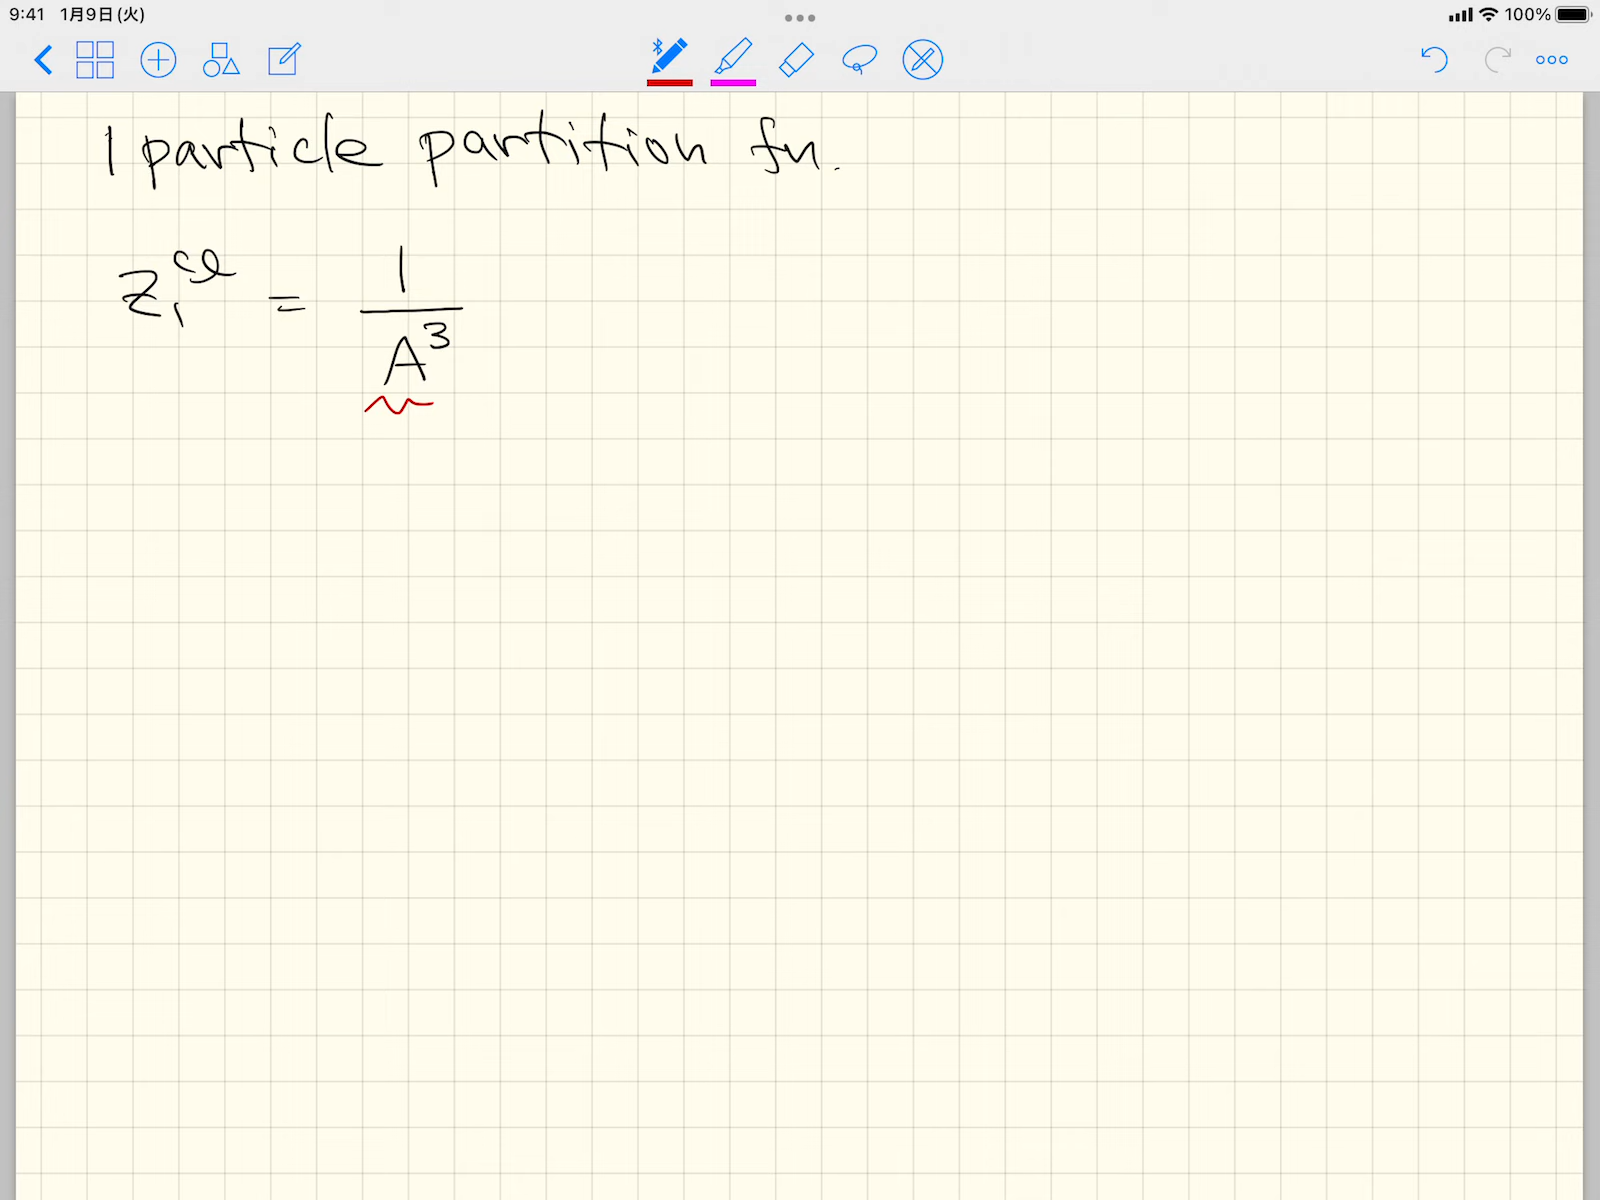 9:41 1月9日(火) 100%
1 particle partition fn.
Z₁^cl = 1/A³